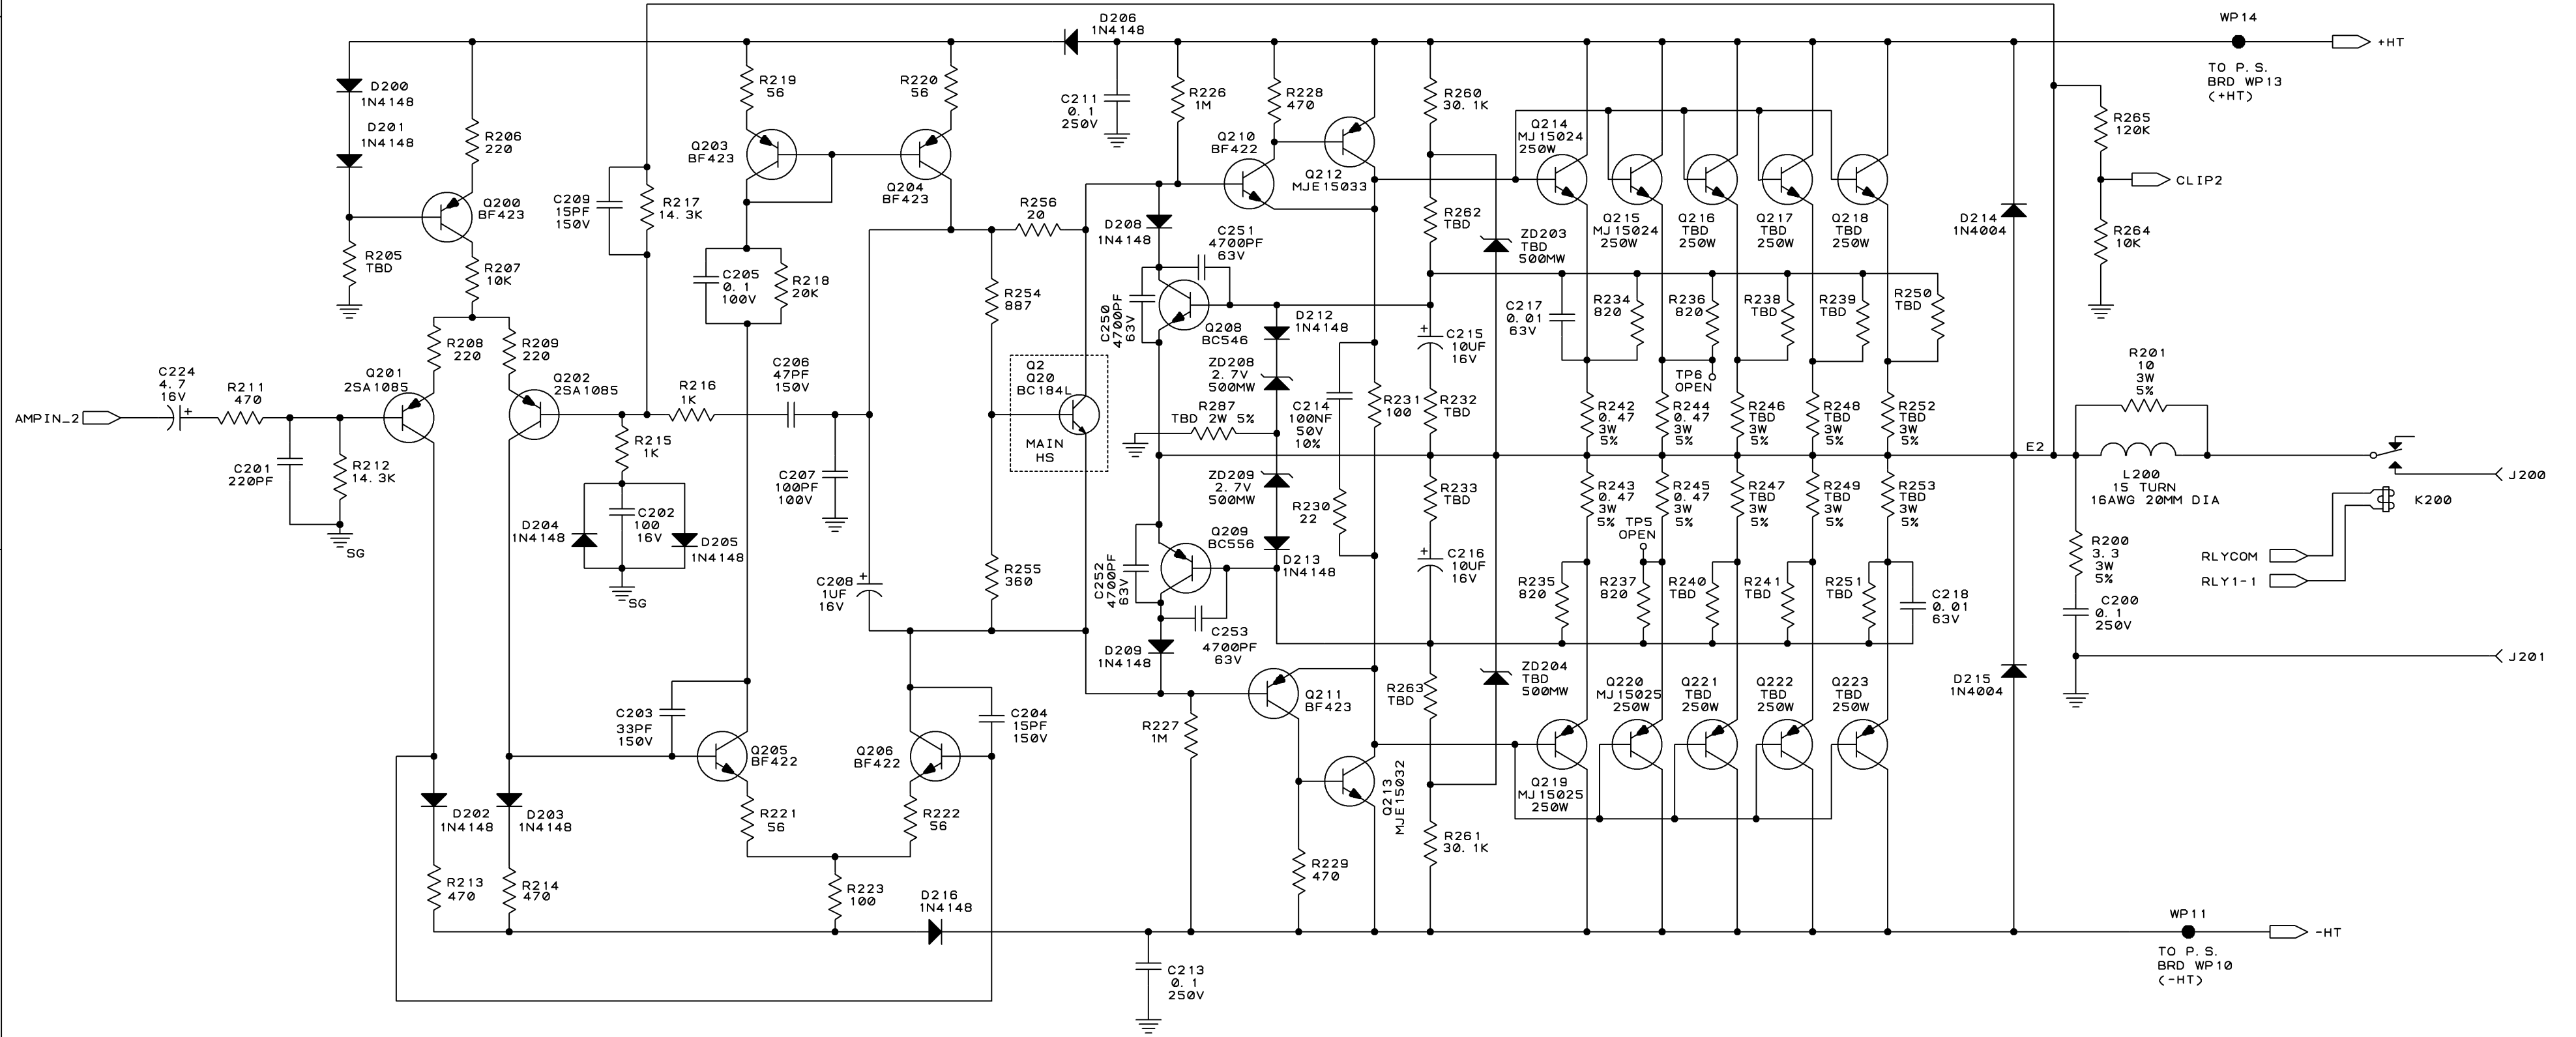 D206
1N4148
WP14
+HT
TO P.S.
BRD WP13
(+HT)
D200
1N4148
D201
1N4148
R206
220
Q200
BF423
R205
TBD
R207
10K
R208
220
R209
220
C209
15PF
150V
R217
14.3K
R219
56
R220
56
Q203
BF423
Q204
BF423
C205
0.1
100V
R218
20K
C211
0.1
250V
R226
1M
R228
470
Q210
BF422
Q212
MJE15033
R256
20
D208
1N4148
C251
4700PF
63V
C250
4700PF
63V
Q208
BC546
R254
887
R260
30.1K
R262
TBD
ZD203
TBD
500MW
Q214
MJ15024
250W
Q215
MJ15024
250W
Q216
TBD
250W
Q217
TBD
250W
Q218
TBD
250W
D214
1N4004
R265
120K
CLIP2
R264
10K
D212
1N4148
C215
10UF
16V
C217
0.01
63V
R234
820
R236
820
R238
TBD
R239
TBD
R250
TBD
ZD208
2.7V
500MW
R287
TBD 2W 5%
C214
100NF
50V
10%
R231
100
R232
TBD
TP6
OPEN
R242
0.47
3W
5%
R244
0.47
3W
5%
R246
TBD
3W
5%
R248
TBD
3W
5%
R252
TBD
3W
5%
E2
R201
10
3W
5%
L200
15 TURN
16AWG 20MM DIA
J200
K200
AMPIN_2
C224
4.7
16V
R211
470
Q201
2SA1085
Q202
2SA1085
C201
220PF
R212
14.3K
SG
R216
1K
R215
1K
C206
47PF
150V
C207
100PF
100V
C202
100
16V
D204
1N4148
D205
1N4148
SG
Q2
Q20
BC184L
MAIN
HS
R255
360
C208
1UF
16V
ZD209
2.7V
500MW
R230
22
R233
TBD
Q209
BC556
D213
1N4148
C252
4700PF
63V
C253
4700PF
63V
D209
1N4148
C216
10UF
16V
TP5
OPEN
R243
0.47
3W
5%
R245
0.47
3W
5%
R247
TBD
3W
5%
R249
TBD
3W
5%
R253
TBD
3W
5%
R235
820
R237
820
R240
TBD
R241
TBD
R251
TBD
C218
0.01
63V
R200
3.3
3W
5%
C200
0.1
250V
RLYCOM
RLY1-1
J201
C203
33PF
150V
Q205
BF422
Q206
BF422
C204
15PF
150V
R227
1M
Q211
BF423
R263
TBD
ZD204
TBD
500MW
Q220
MJ15025
250W
Q221
TBD
250W
Q222
TBD
250W
Q223
TBD
250W
D215
1N4004
Q219
MJ15025
250W
Q213
MJE15032
D202
1N4148
D203
1N4148
R221
56
R222
56
R261
30.1K
R213
470
R214
470
R223
100
D216
1N4148
R229
470
C213
0.1
250V
WP11
-HT
TO P.S.
BRD WP10
(-HT)